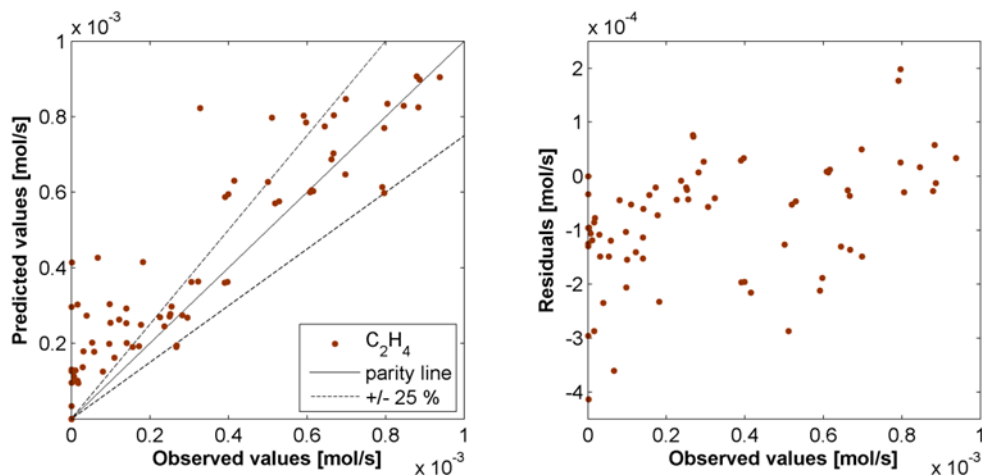 x 10⁻³
1
0.8
0.6
0.4
0.2
0 0.2 0.4 0.6 0.8 1
Predicted values [mol/s]
Observed values [mol/s]
x 10⁻³
C₂H₄
parity line
+/- 25 %
x 10⁻⁴
2
1
0
-1
-2
-3
-4
0 0.2 0.4 0.6 0.8 1
Residuals [mol/s]
Observed values [mol/s]
x 10⁻³